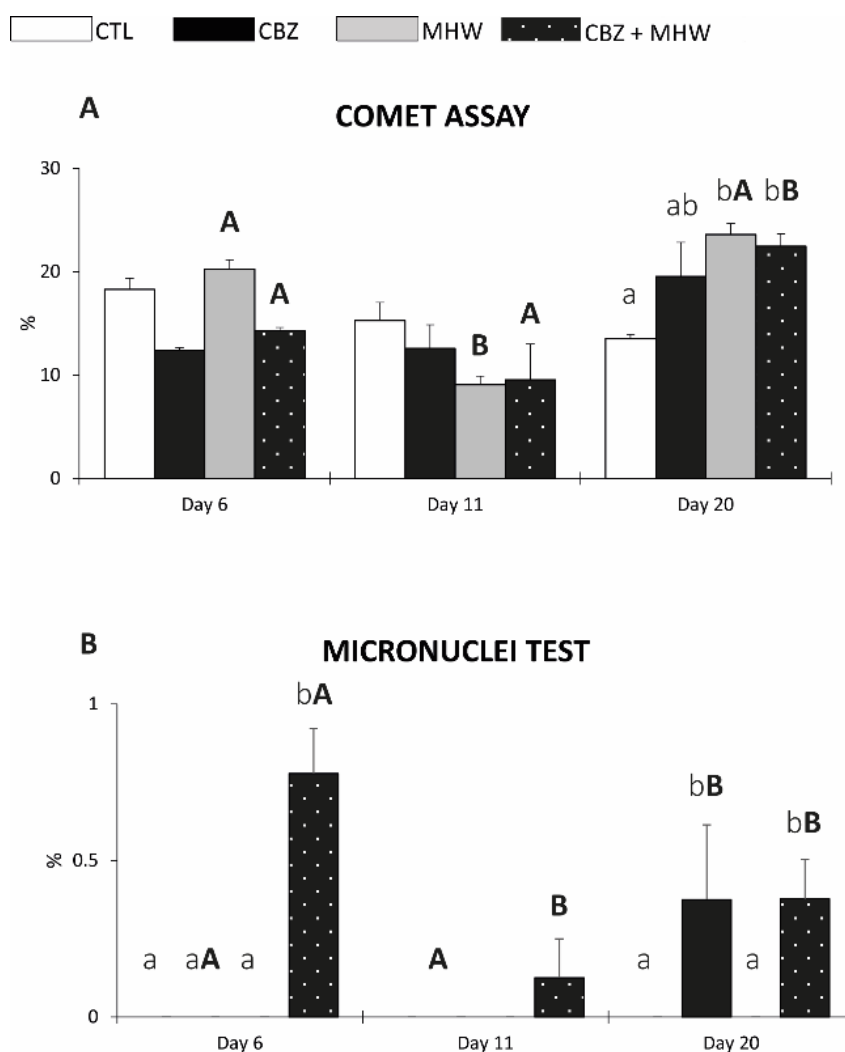 CTL CBZ MHW CBZ + MHW
A
COMET ASSAY
30
20
10
0
%
A
A
B
A
a
ab
bA
bB
Day 6 Day 11 Day 20
B
MICRONUCLEI TEST
1
0.5
0
%
a aA a
bA
A
B
a
bB
a
bB
Day 6 Day 11 Day 20